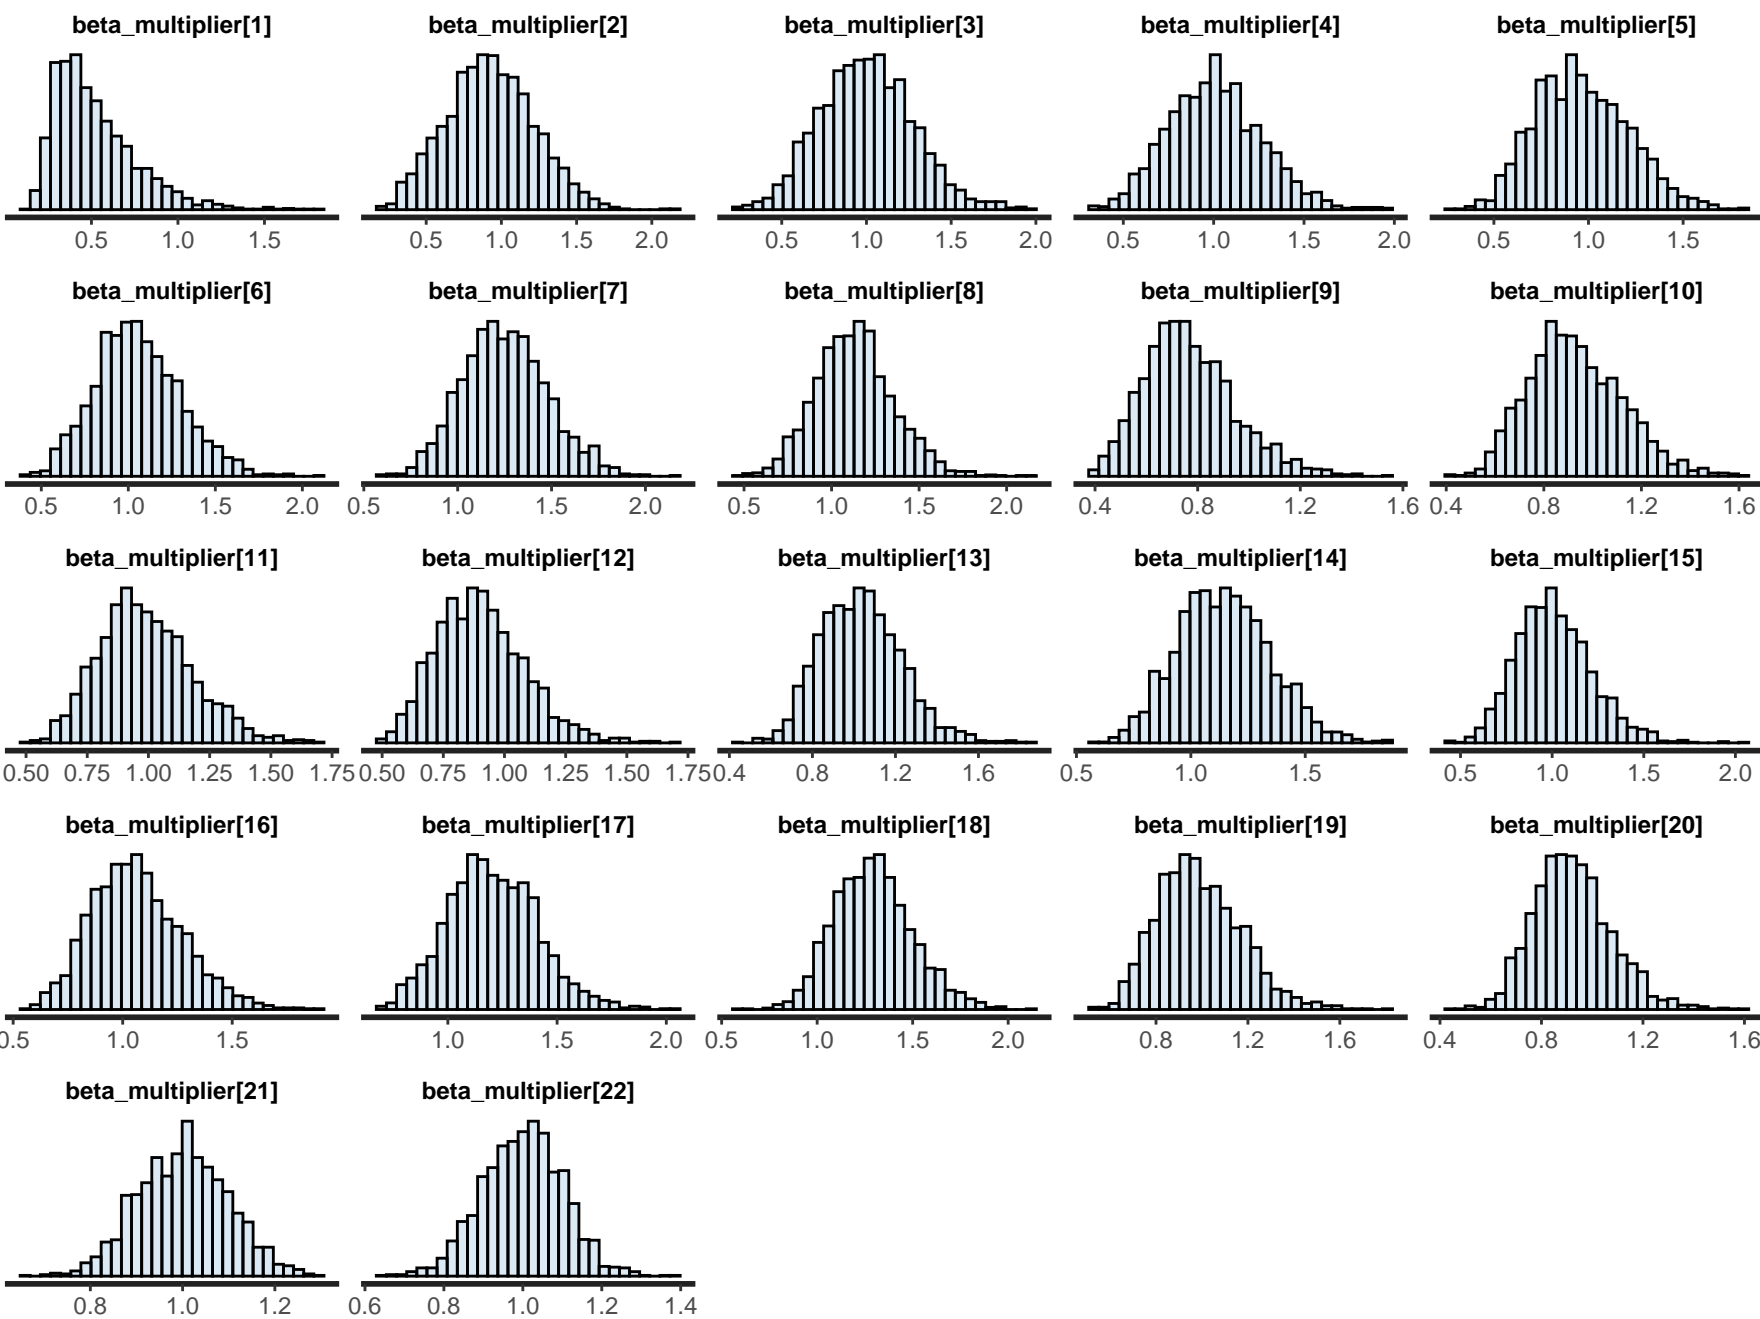 beta_multiplier[1] beta_multiplier[2] beta_multiplier[3] beta_multiplier[4] beta_multiplier[5]
0.5 1.0 1.5 0.5 1.0 1.5 2.0 0.5 1.0 1.5 2.0 0.5 1.0 1.5 2.0 0.5 1.0 1.5
beta_multiplier[6] beta_multiplier[7] beta_multiplier[8] beta_multiplier[9] beta_multiplier[10]
0.5 1.0 1.5 2.0 0.5 1.0 1.5 2.0 0.5 1.0 1.5 2.0 0.4 0.8 1.2 1.6 0.4 0.8 1.2 1.6
beta_multiplier[11] beta_multiplier[12] beta_multiplier[13] beta_multiplier[14] beta_multiplier[15]
0.50 0.75 1.00 1.25 1.50 1.75 0.50 0.75 1.00 1.25 1.50 1.75 0.4 0.8 1.2 1.6 0.5 1.0 1.5 0.5 1.0 1.5 2.0
beta_multiplier[16] beta_multiplier[17] beta_multiplier[18] beta_multiplier[19] beta_multiplier[20]
0.5 1.0 1.5 1.0 1.5 2.0 0.5 1.0 1.5 2.0 0.8 1.2 1.6 0.4 0.8 1.2 1.6
beta_multiplier[21] beta_multiplier[22]
0.8 1.0 1.2 0.6 0.8 1.0 1.2 1.4